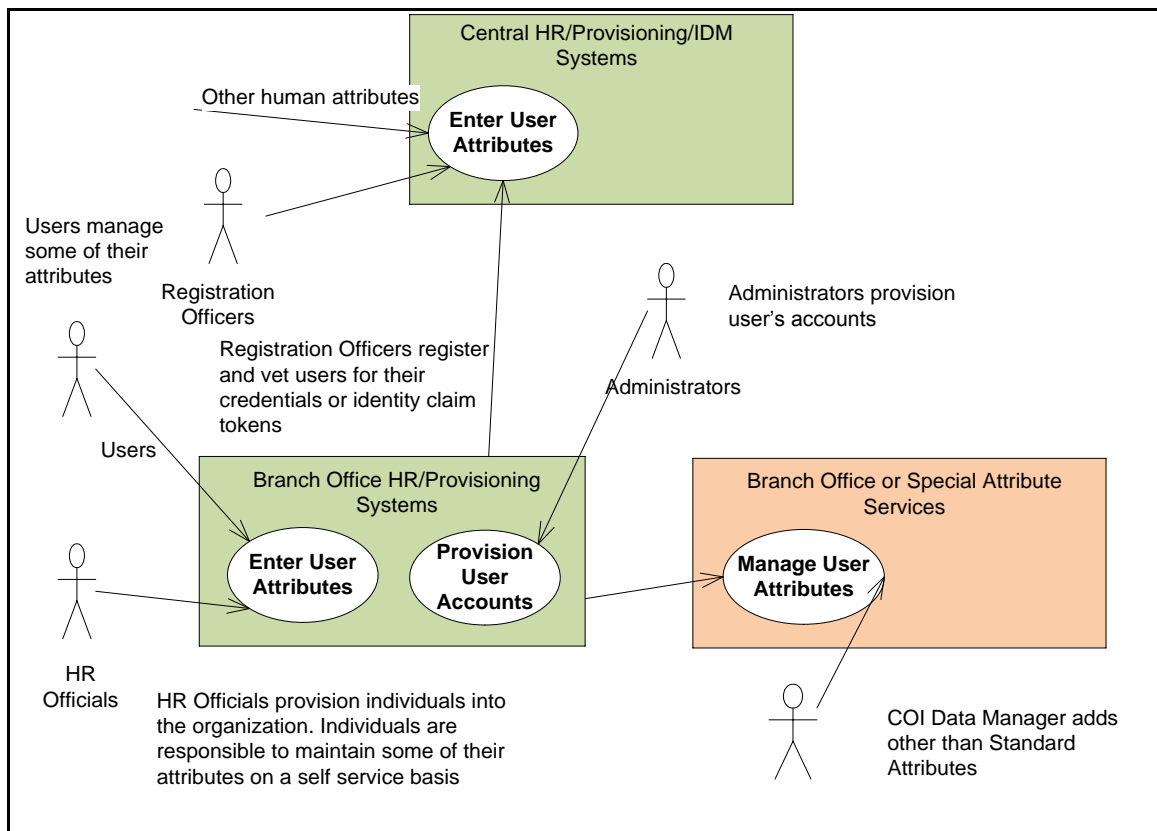 Central HR/Provisioning/IDM
Systems
Other human attributes
Enter User
Attributes
Users manage
some of their
attributes
Registration
Officers
Administrators provision
user's accounts
Registration Officers register
and vet users for their
credentials or identity claim
tokens
Administrators
Users
Branch Office HR/Provisioning
Systems
Branch Office or Special Attribute
Services
Enter User
Attributes
Provision
User
Accounts
Manage User
Attributes
HR
Officials
HR Officials provision individuals into
the organization. Individuals are
responsible to maintain some of their
attributes on a self service basis
COI Data Manager adds
other than Standard
Attributes